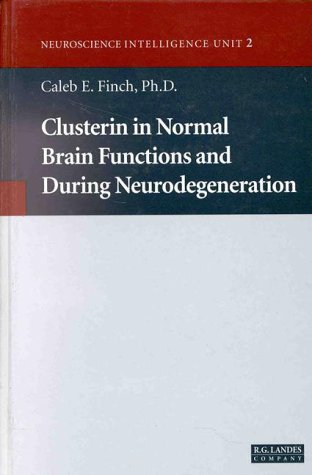 NEUROSCIENCE INTELLIGENCE UNIT 2
Caleb E. Finch, Ph.D.
Clusterin in Normal
Brain Functions and
During Neurodegeneration
R.G. LANDES
COMPANY